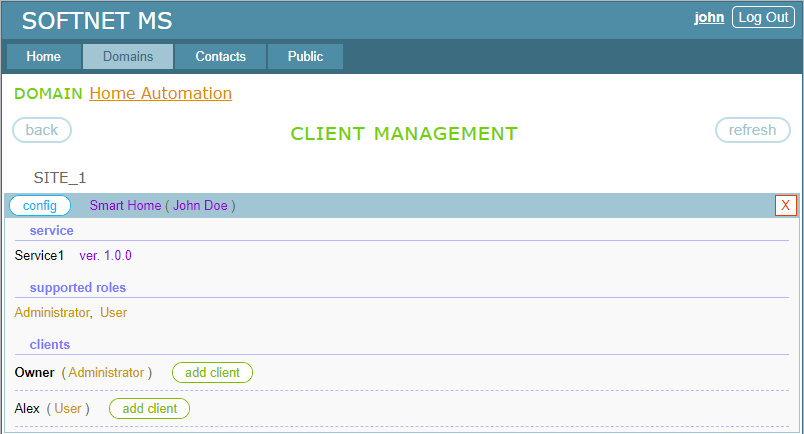 SOFTNET MS
john Log Out
Home Domains Contacts Public
DOMAIN Home Automation
back CLIENT MANAGEMENT refresh
SITE_1
config Smart Home ( John Doe ) X
service
Service1 ver. 1.0.0
supported roles
Administrator, User
clients
Owner ( Administrator ) add client
Alex ( User ) add client